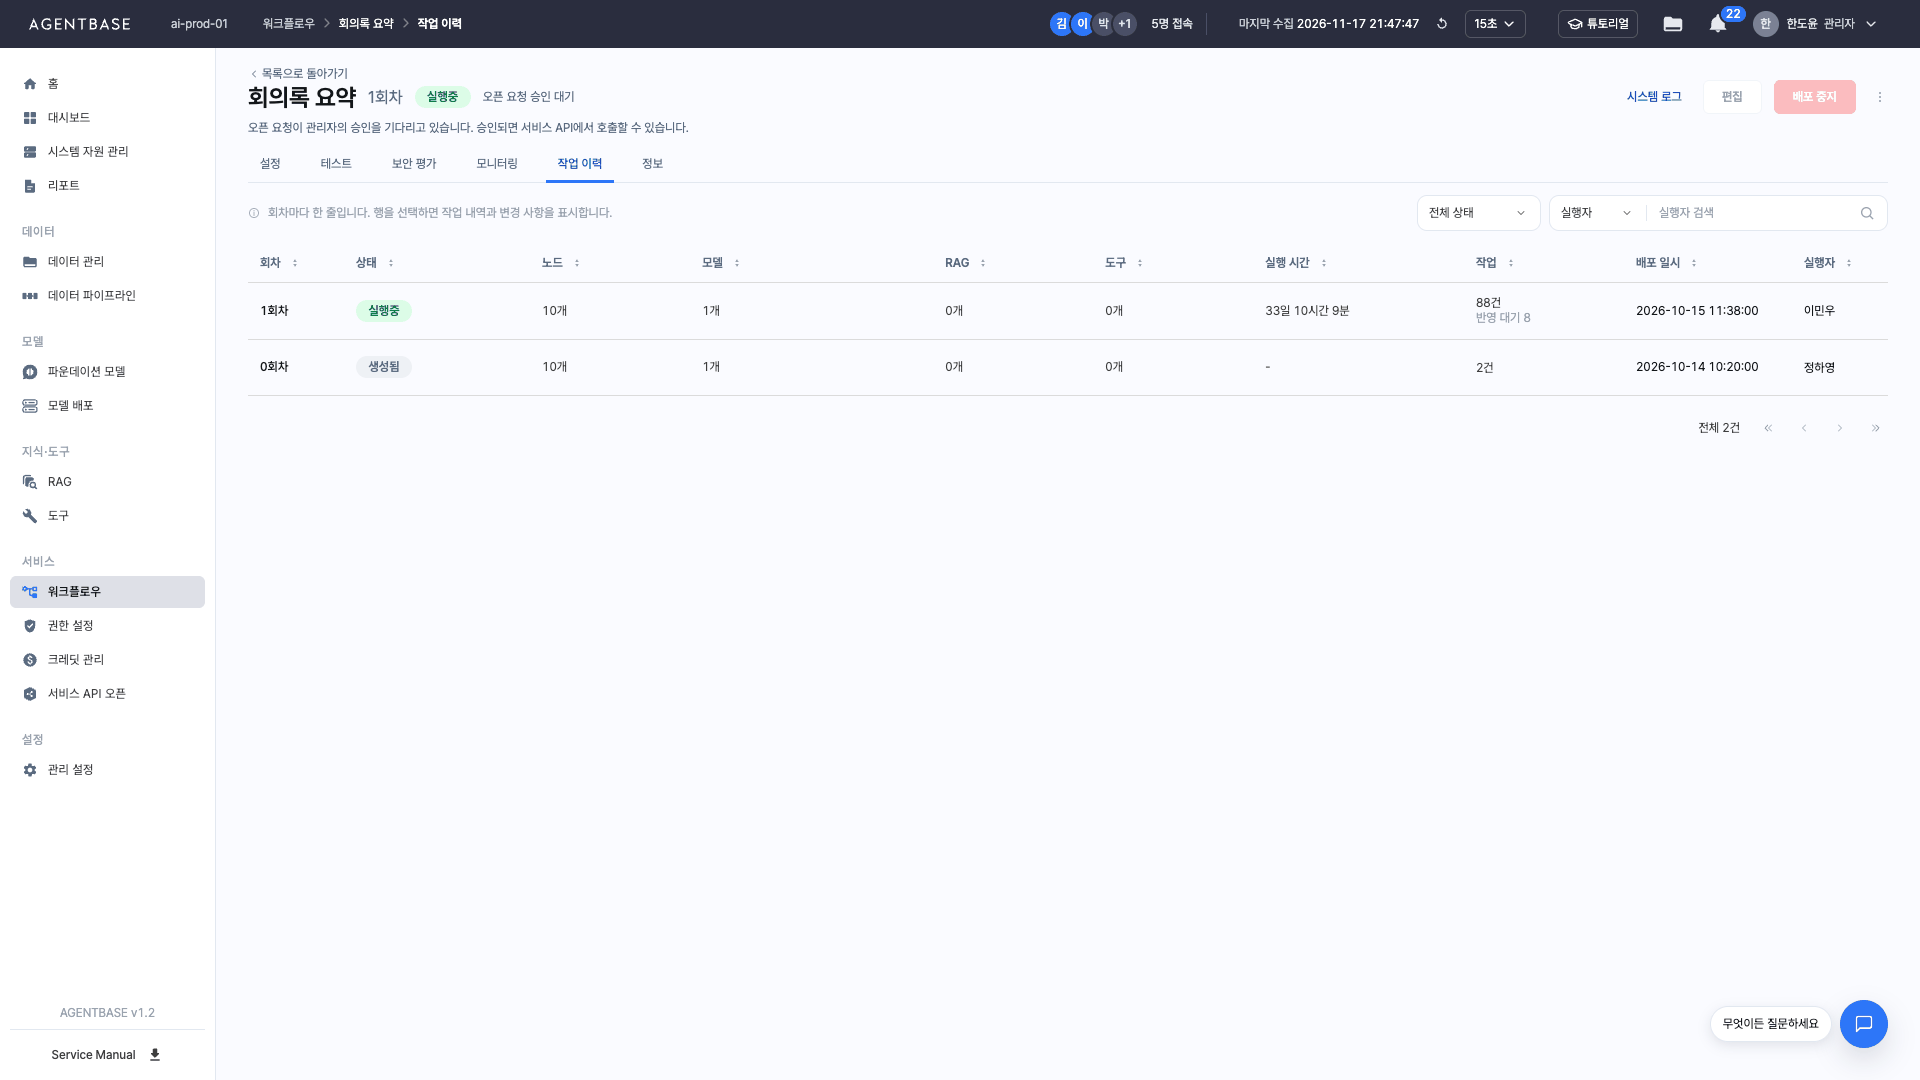 AGENTBASE
ai-prod-01
워크플로우 > 회의록 요약 > 작업 이력
김 이 박 +1 5명 접속
마지막 수집 2026-11-17 21:47:47
15초
튜토리얼
22
한 한도윤 관리자
홈
대시보드
시스템 자원 관리
리포트
데이터
데이터 관리
데이터 파이프라인
모델
파운데이션 모델
모델 배포
지식·도구
RAG
도구
서비스
워크플로우
권한 설정
크레딧 관리
서비스 API 오픈
설정
관리 설정
AGENTBASE v1.2
Service Manual
목록으로 돌아가기
회의록 요약 1회차 실행중 오픈 요청 승인 대기
시스템 로그 편집 배포 중지
오픈 요청이 관리자의 승인을 기다리고 있습니다. 승인되면 서비스 API에서 호출할 수 있습니다.
설정 테스트 보안 평가 모니터링 작업 이력 정보
회차마다 한 줄입니다. 행을 선택하면 작업 내역과 변경 사항을 표시합니다.
전체 상태 실행자 실행자 검색
회차 상태 노드 모델 RAG 도구 실행 시간 작업 배포 일시 실행자
1회차 실행중 10개 1개 0개 0개 33일 10시간 9분 88건 2026-10-15 11:38:00 이민우
반영 대기 8
0회차 생성됨 10개 1개 0개 0개 - 2건 2026-10-14 10:20:00 정하영
전체 2건
무엇이든 질문하세요